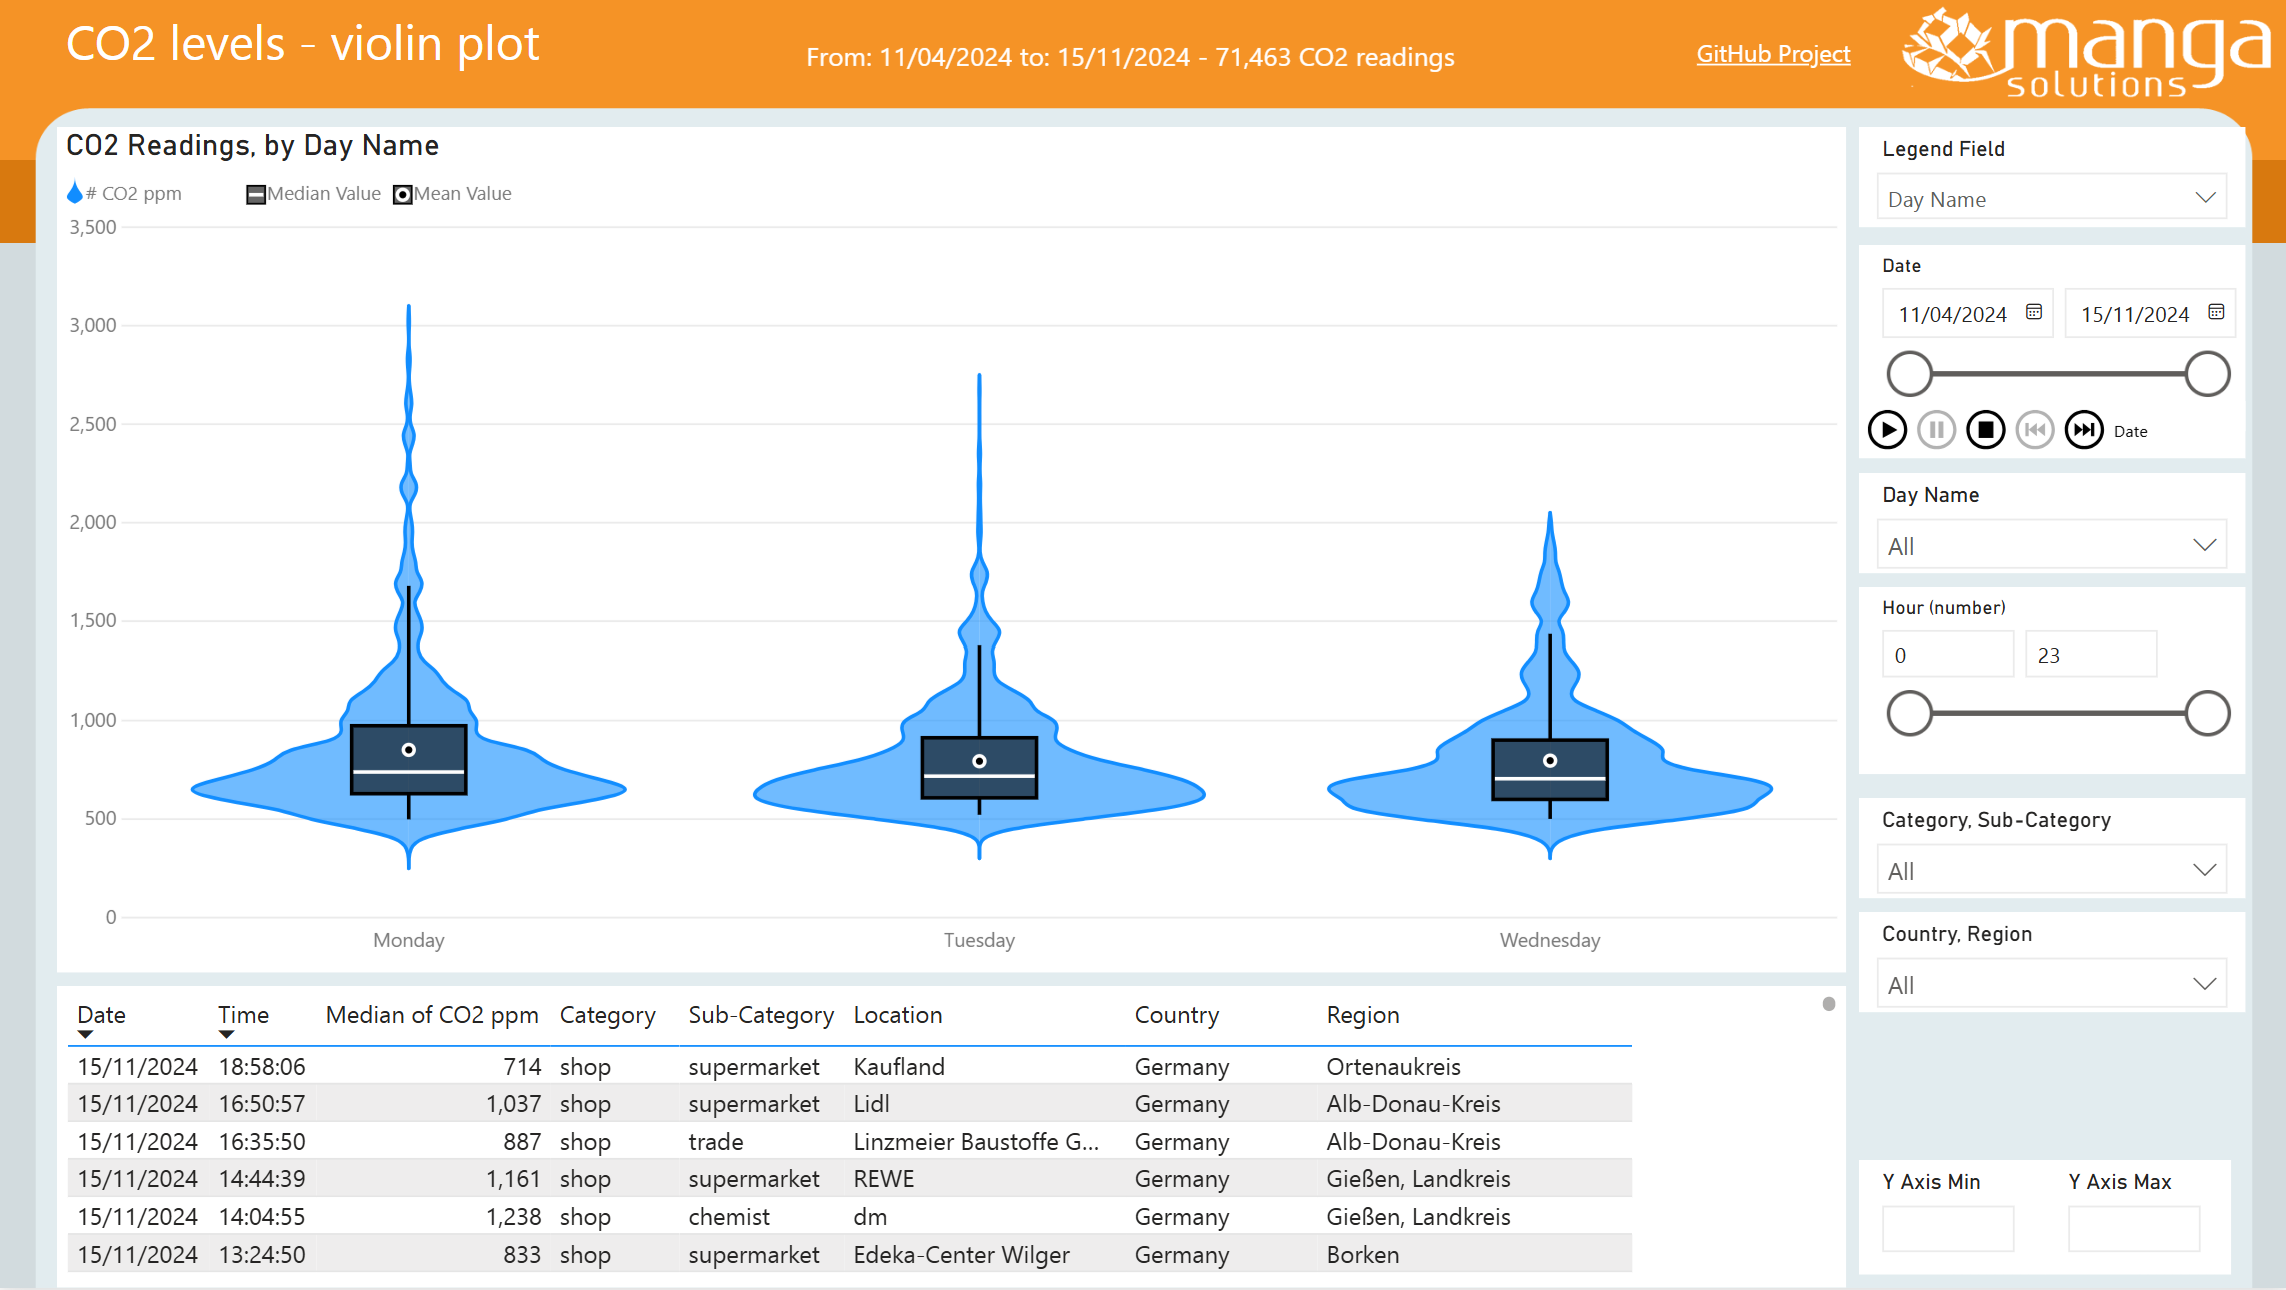 CO2 levels - violin plot
From: 11/04/2024 to: 15/11/2024 - 71,463 CO2 readings
GitHub Project
manga
solutions
CO2 Readings, by Day Name
# CO2 ppm Median Value Mean Value
3,500
3,000
2,500
2,000
1,500
1,000
500
0
Monday Tuesday Wednesday
Legend Field
Day Name
Date
11/04/2024 15/11/2024
Date
Day Name
All
Hour (number)
0 23
Category, Sub-Category
All
Country, Region
All
Y Axis Min Y Axis Max
Date Time Median of CO2 ppm Category Sub-Category Location Country Region
15/11/2024 18:58:06 714 shop supermarket Kaufland Germany Ortenaukreis
15/11/2024 16:50:57 1,037 shop supermarket Lidl Germany Alb-Donau-Kreis
15/11/2024 16:35:50 887 shop trade Linzmeier Baustoffe G... Germany Alb-Donau-Kreis
15/11/2024 14:44:39 1,161 shop supermarket REWE Germany Gießen, Landkreis
15/11/2024 14:04:55 1,238 shop chemist dm Germany Gießen, Landkreis
15/11/2024 13:24:50 833 shop supermarket Edeka-Center Wilger Germany Borken